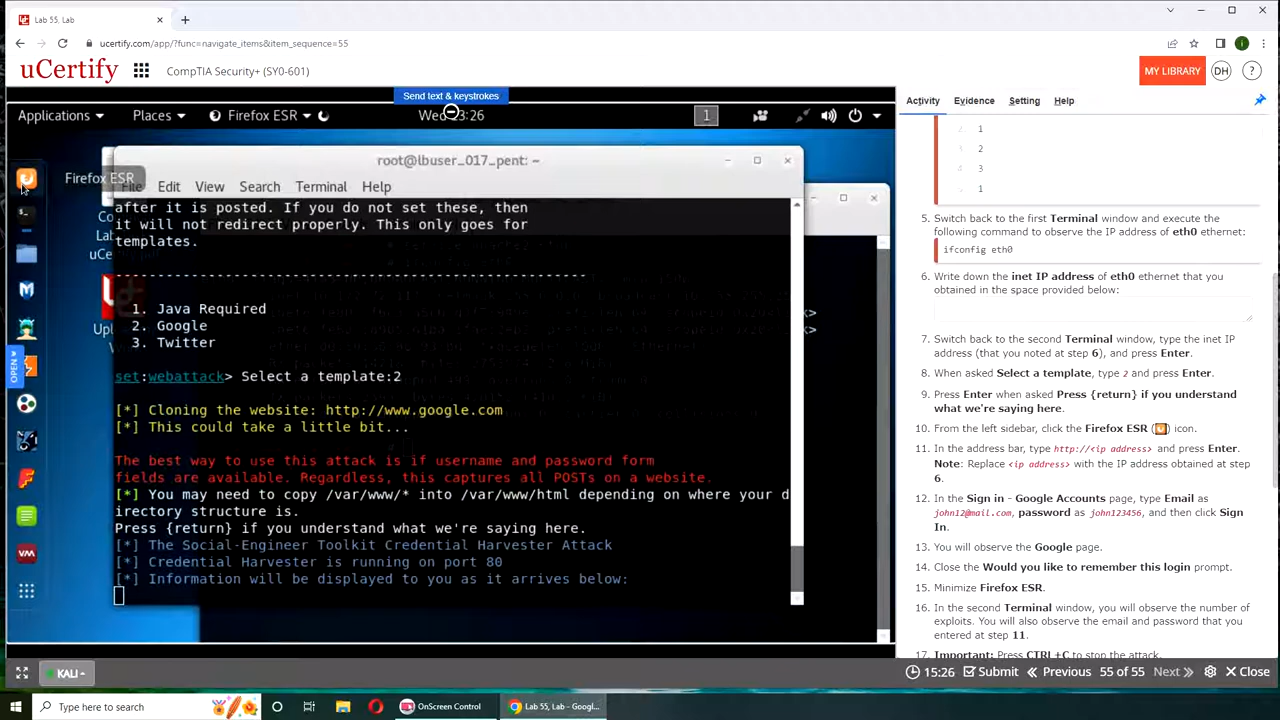 Lab 55, Lab
ucertify.com/app/?func=navigate_items&item_sequence=55
uCertify
CompTIA Security+ (SY0-601)
MY LIBRARY
DH
?
Send text & keystrokes
Applications
Places
Firefox ESR
1
root@lbuser_017_pent: ~
Firefox ESR
Edit
View
Search
Terminal
Help
after it is posted. If you do not set these, then
it will not redirect properly. This only goes for
templates.
--------------------------------------------------------
1. Java Required
2. Google
3. Twitter
set:webattack> Select a template:2
[*] Cloning the website: http://www.google.com
[*] This could take a little bit...
The best way to use this attack is if username and password form
fields are available. Regardless, this captures all POSTs on a website.
[*] You may need to copy /var/www/* into /var/www/html depending on where your d
irectory structure is.
Press {return} if you understand what we're saying here.
[*] The Social-Engineer Toolkit Credential Harvester Attack
[*] Credential Harvester is running on port 80
[*] Information will be displayed to you as it arrives below:
OPEN
KALI
Activity
Evidence
Setting
Help
1
2
3
1
5. Switch back to the first Terminal window and execute the
following command to observe the IP address of eth0 ethernet:
ifconfig eth0
6. Write down the inet IP address of eth0 ethernet that you
obtained in the space provided below:
7. Switch back to the second Terminal window, type the inet IP
address (that you noted at step 6), and press Enter.
8. When asked Select a template, type 2 and press Enter.
9. Press Enter when asked Press {return} if you understand
what we're saying here.
10. From the left sidebar, click the Firefox ESR ( ) icon.
11. In the address bar, type http://<ip address> and press Enter.
Note: Replace <ip address> with the IP address obtained at step
6.
12. In the Sign in - Google Accounts page, type Email as
john12@mail.com, password as john123456, and then click Sign
In.
13. You will observe the Google page.
14. Close the Would you like to remember this login prompt.
15. Minimize Firefox ESR.
16. In the second Terminal window, you will observe the number of
exploits. You will also observe the email and password that you
entered at step 11.
17. Important: Press CTRL+C to stop the attack.
15:26
Submit
Previous
55 of 55
Next
Close
Type here to search
OnScreen Control
Lab 55, Lab - Googl...